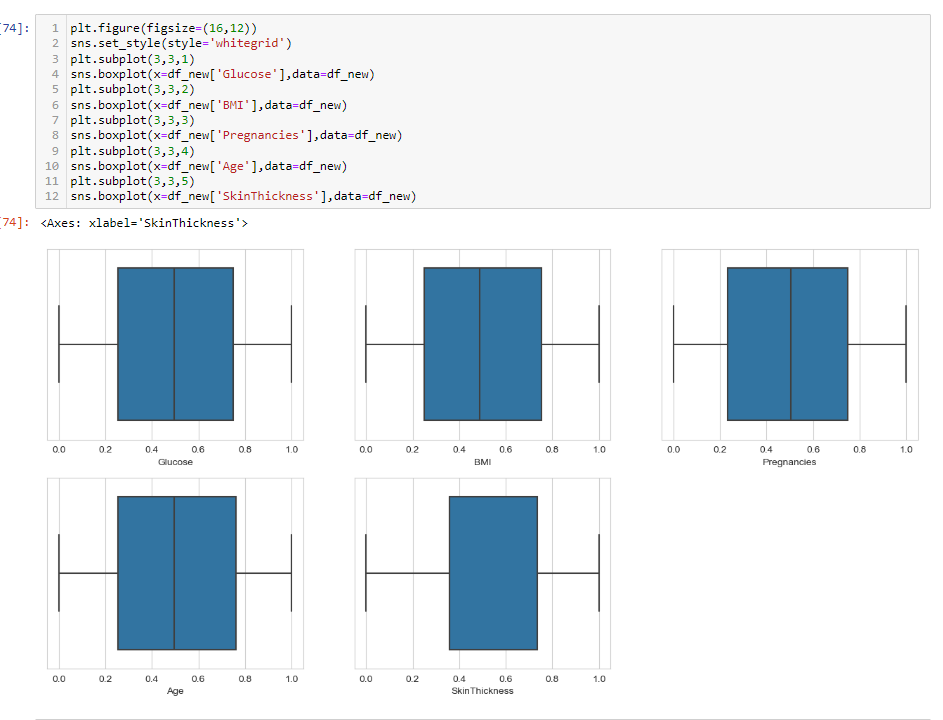 74]:
1 plt.figure(figsize=(16,12))
2 sns.set_style(style='whitegrid')
3 plt.subplot(3,3,1)
4 sns.boxplot(x=df_new['Glucose'],data=df_new)
5 plt.subplot(3,3,2)
6 sns.boxplot(x=df_new['BMI'],data=df_new)
7 plt.subplot(3,3,3)
8 sns.boxplot(x=df_new['Pregnancies'],data=df_new)
9 plt.subplot(3,3,4)
10 sns.boxplot(x=df_new['Age'],data=df_new)
11 plt.subplot(3,3,5)
12 sns.boxplot(x=df_new['SkinThickness'],data=df_new)
74]: <Axes: xlabel='SkinThickness'>
0.0 0.2 0.4 0.6 0.8 1.0
Glucose
0.0 0.2 0.4 0.6 0.8 1.0
BMI
0.0 0.2 0.4 0.6 0.8 1.0
Pregnancies
0.0 0.2 0.4 0.6 0.8 1.0
Age
0.0 0.2 0.4 0.6 0.8 1.0
SkinThickness